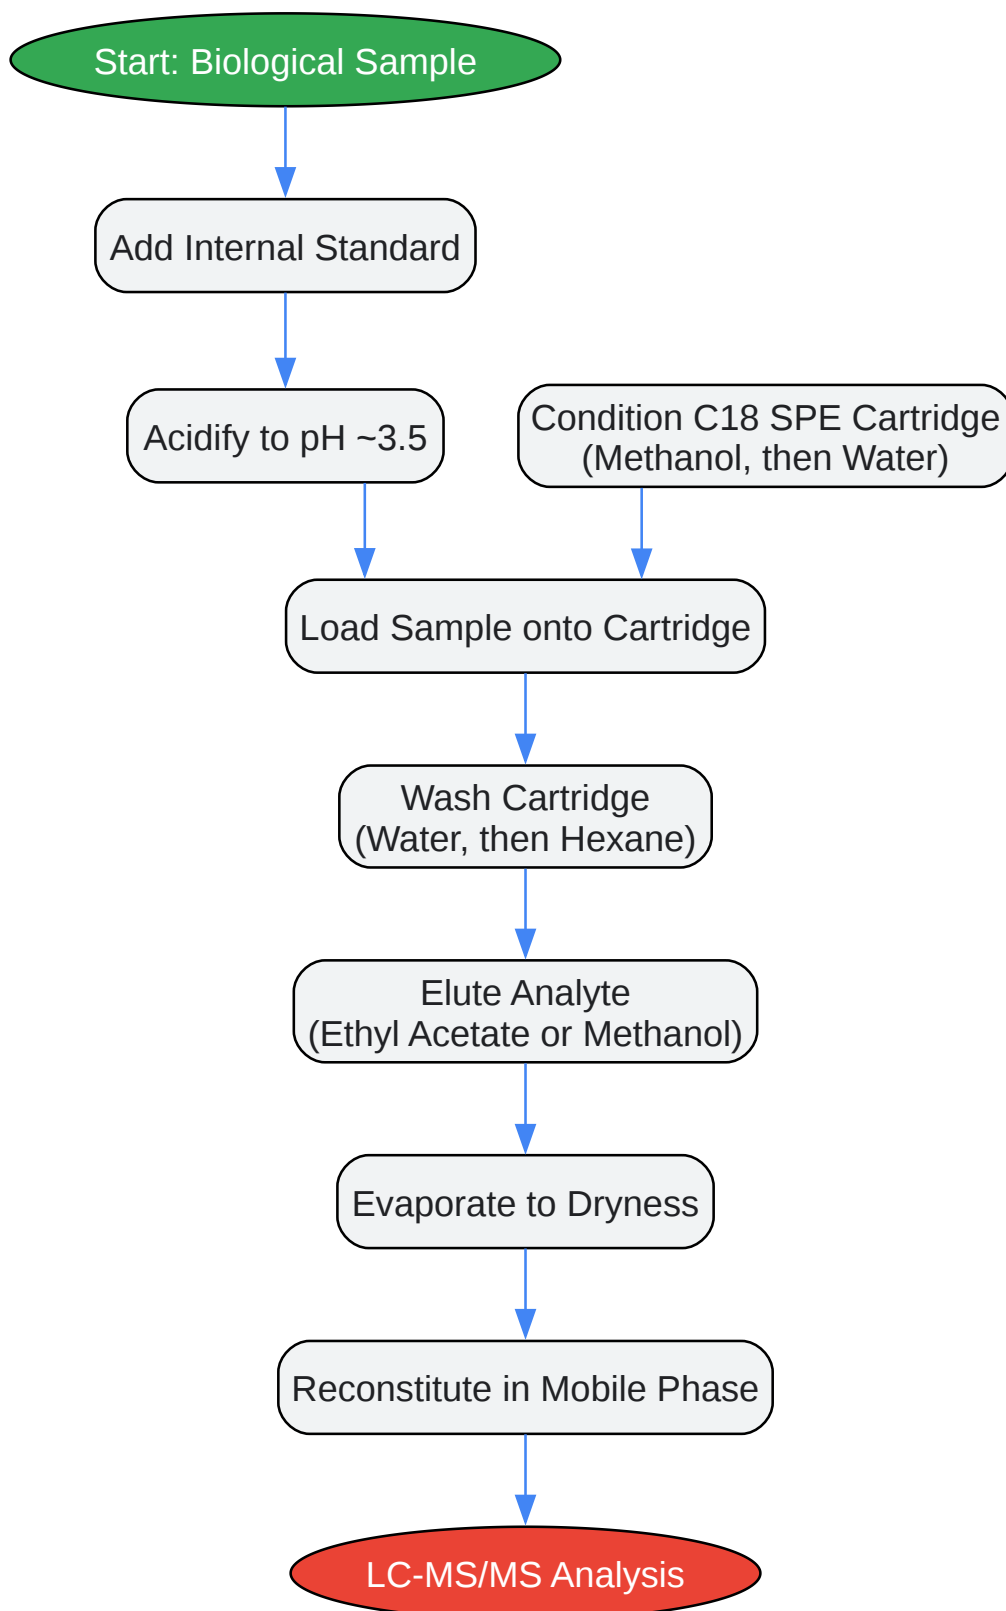 Start: Biological Sample
Add Internal Standard
Acidify to pH ~3.5
Condition C18 SPE Cartridge
(Methanol, then Water)
Load Sample onto Cartridge
Wash Cartridge
(Water, then Hexane)
Elute Analyte
(Ethyl Acetate or Methanol)
Evaporate to Dryness
Reconstitute in Mobile Phase
LC-MS/MS Analysis